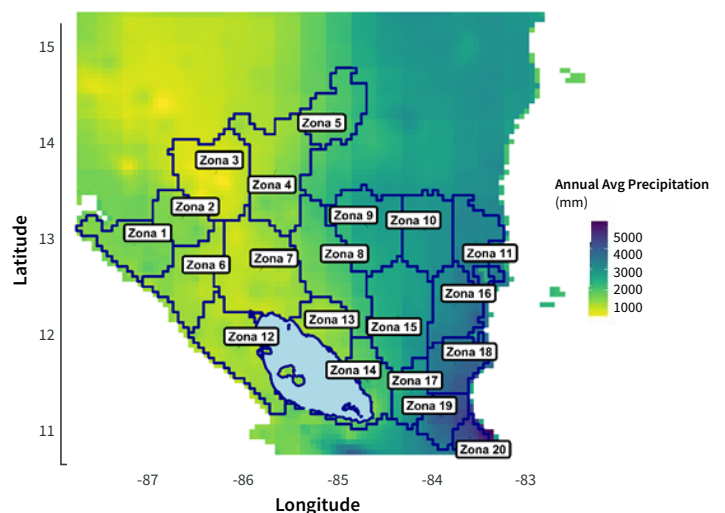 15
14
13
12
11
Latitude
Zona 5
Zona 3
Zona 4
Zona 2
Zona 1
Zona 9
Zona 10
Zona 6
Zona 7
Zona 8
Zona 11
Zona 16
Zona 13
Zona 12
Zona 15
Zona 18
Zona 14
Zona 17
Zona 19
Zona 20
-87
-86
-85
-84
-83
Longitude
Annual Avg Precipitation
(mm)
5000
4000
3000
2000
1000